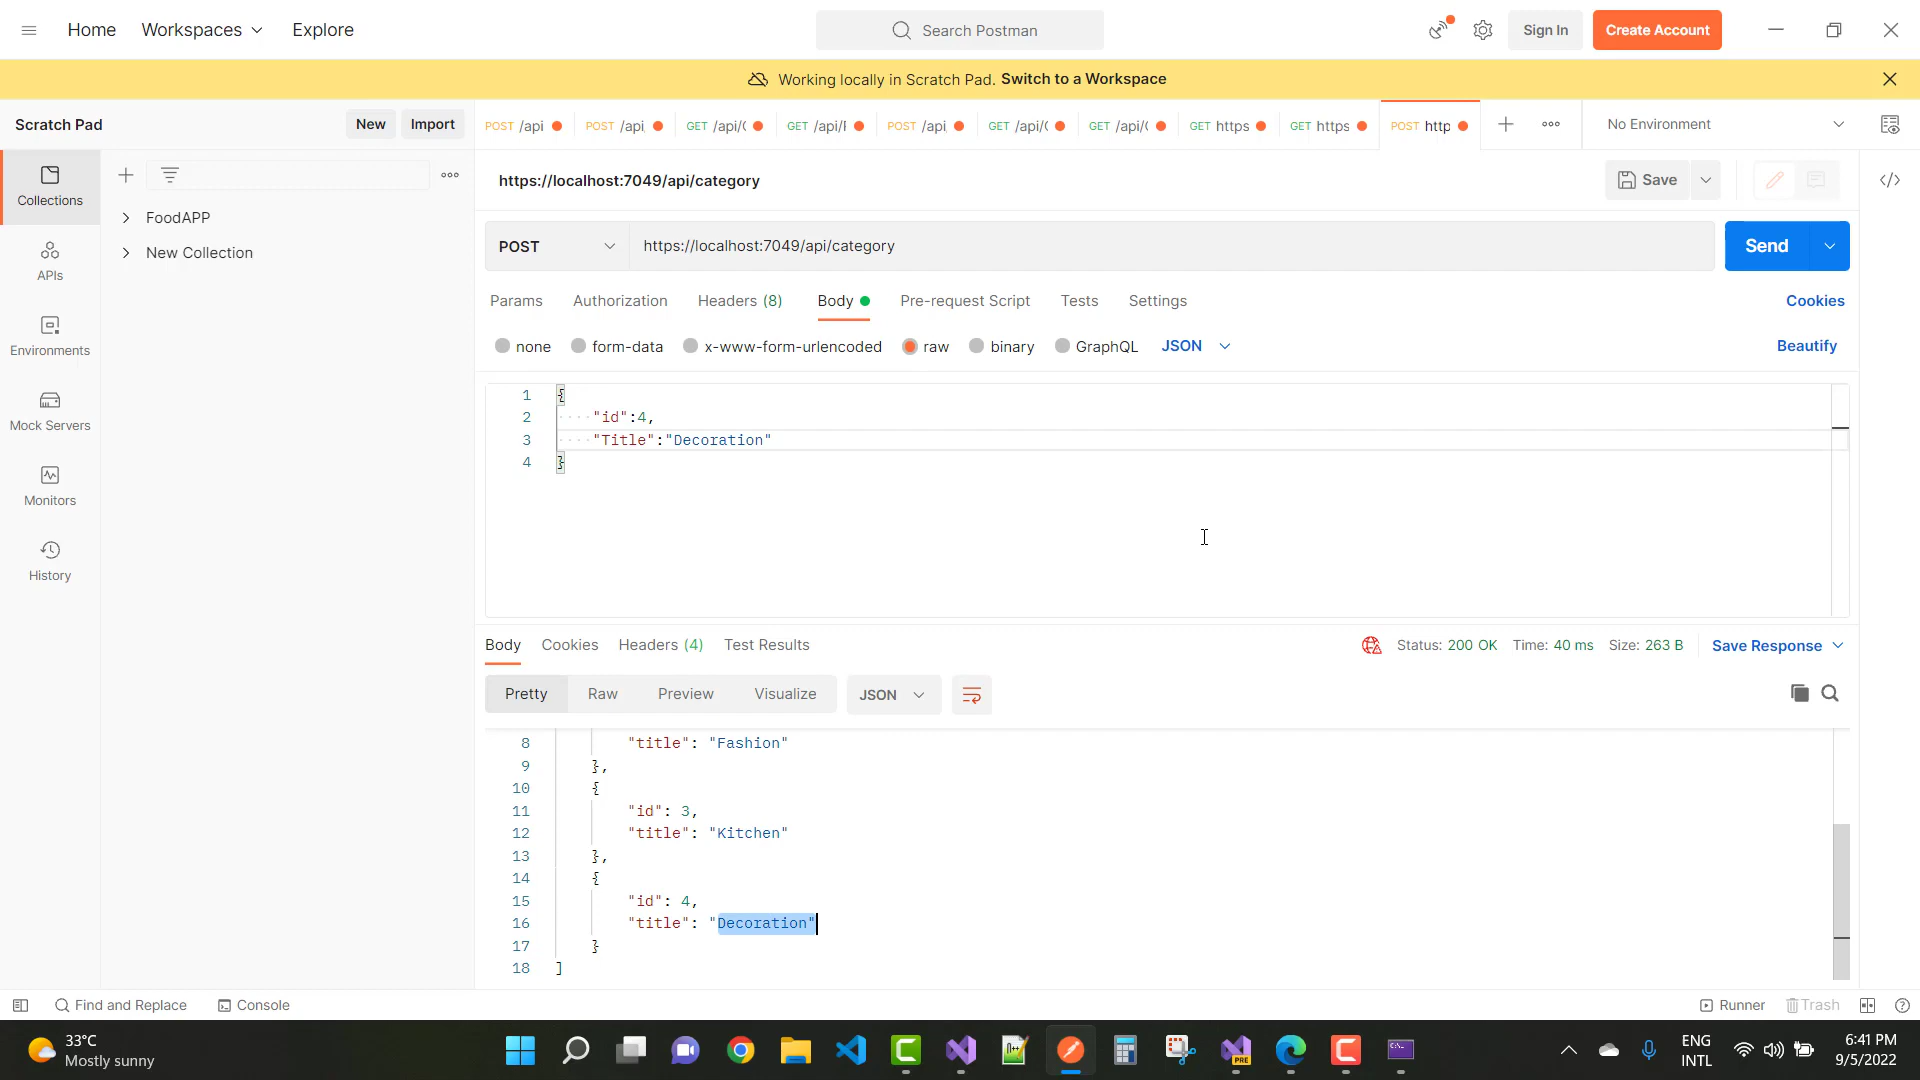 Home Workspaces Explore Search Postman Sign In Create Account
Working locally in Scratch Pad. Switch to a Workspace
Scratch Pad New Import POST /api POST /api, GET /api/( GET /api/I POST /api, GET /api/( GET /api/( GET https GET https POST http No Environment
Collections
APIs
Environments
Mock Servers
Monitors
History
FoodAPP
New Collection
https://localhost:7049/api/category Save
POST https://localhost:7049/api/category Send
Params Authorization Headers (8) Body Pre-request Script Tests Settings Cookies
none form-data x-www-form-urlencoded raw binary GraphQL JSON Beautify
1 {
2 "id":4,
3 "Title":"Decoration"
4 }
Body Cookies Headers (4) Test Results Status: 200 OK Time: 40 ms Size: 263 B Save Response
Pretty Raw Preview Visualize JSON
8 "title": "Fashion"
9 },
10 {
11 "id": 3,
12 "title": "Kitchen"
13 },
14 {
15 "id": 4,
16 "title": "Decoration"
17 }
18 ]
Find and Replace Console Runner Trash
33°C
Mostly sunny
PRE
ENG
INTL
6:41 PM
9/5/2022